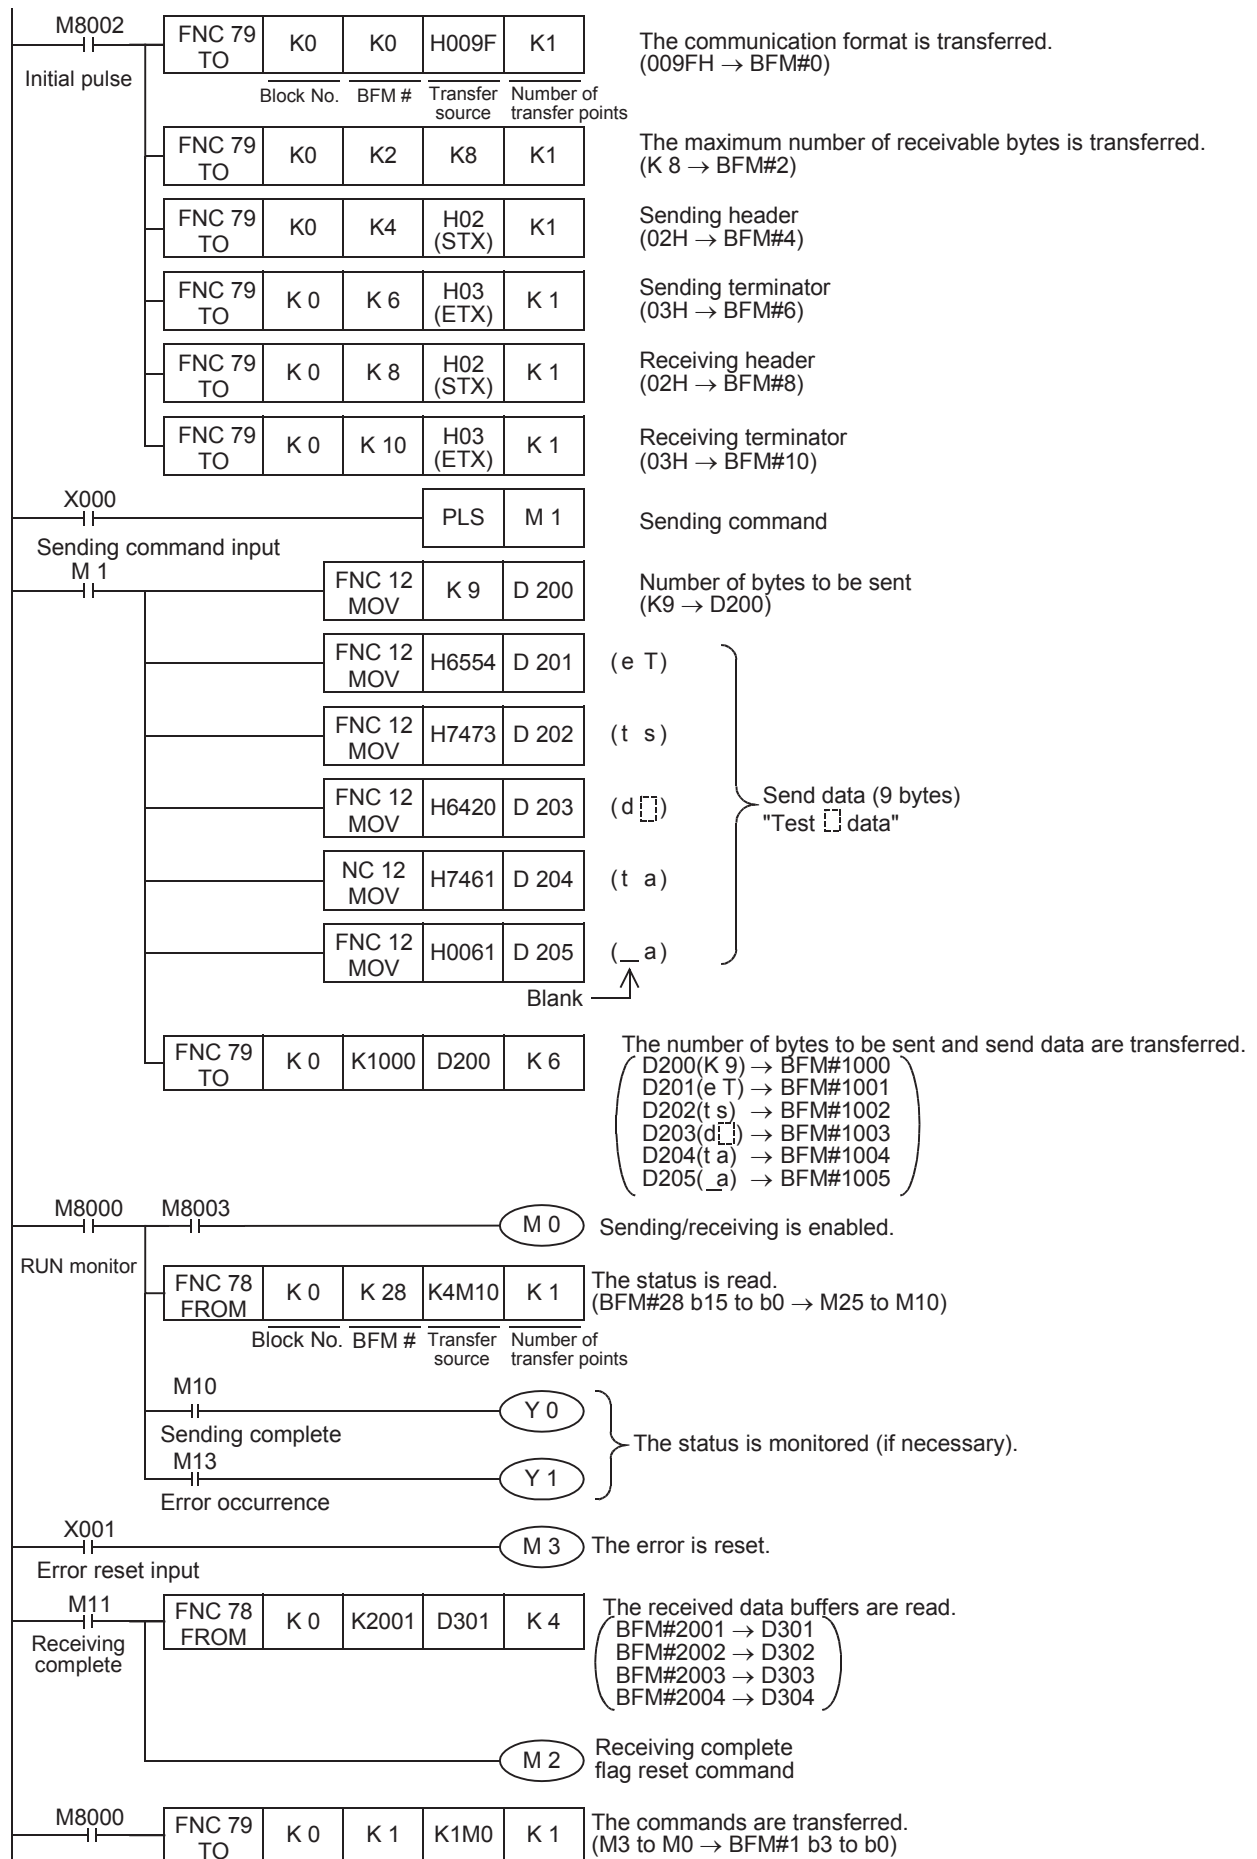 M8002
FNC 79 TO K0 K0 H009F K1
The communication format is transferred.
(009FH → BFM#0)
Initial pulse
Block No. BFM # Transfer source Number of transfer points
FNC 79 TO K0 K2 K8 K1
The maximum number of receivable bytes is transferred.
(K 8 → BFM#2)
FNC 79 TO K0 K4 H02 (STX) K1
Sending header
(02H → BFM#4)
FNC 79 TO K 0 K 6 H03 (ETX) K 1
Sending terminator
(03H → BFM#6)
FNC 79 TO K 0 K 8 H02 (STX) K 1
Receiving header
(02H → BFM#8)
FNC 79 TO K 0 K 10 H03 (ETX) K 1
Receiving terminator
(03H → BFM#10)
X000
PLS M 1 Sending command
Sending command input
M 1
FNC 12 MOV K 9 D 200
Number of bytes to be sent
(K9 → D200)
FNC 12 MOV H6554 D 201 (e T)
FNC 12 MOV H7473 D 202 (t s)
FNC 12 MOV H6420 D 203 (d )
Send data (9 bytes)
"Test data"
NC 12 MOV H7461 D 204 (t a)
FNC 12 MOV H0061 D 205 (_ a)
Blank
FNC 79 TO K 0 K1000 D200 K 6
The number of bytes to be sent and send data are transferred.
D200(K 9) → BFM#1000
D201(e T) → BFM#1001
D202(t s) → BFM#1002
D203(d ) → BFM#1003
D204(t a) → BFM#1004
D205(_a) → BFM#1005
M8000 M8003
M 0 Sending/receiving is enabled.
RUN monitor
FNC 78 FROM K 0 K 28 K4M10 K 1
The status is read.
(BFM#28 b15 to b0 → M25 to M10)
Block No. BFM # Transfer source Number of transfer points
M10
Y 0
Sending complete
The status is monitored (if necessary).
M13
Y 1
Error occurrence
X001
M 3 The error is reset.
Error reset input
M11
FNC 78 FROM K 0 K2001 D301 K 4
Receiving complete
The received data buffers are read.
BFM#2001 → D301
BFM#2002 → D302
BFM#2003 → D303
BFM#2004 → D304
M 2
Receiving complete
flag reset command
M8000
FNC 79 TO K 0 K 1 K1M0 K 1
The commands are transferred.
(M3 to M0 → BFM#1 b3 to b0)